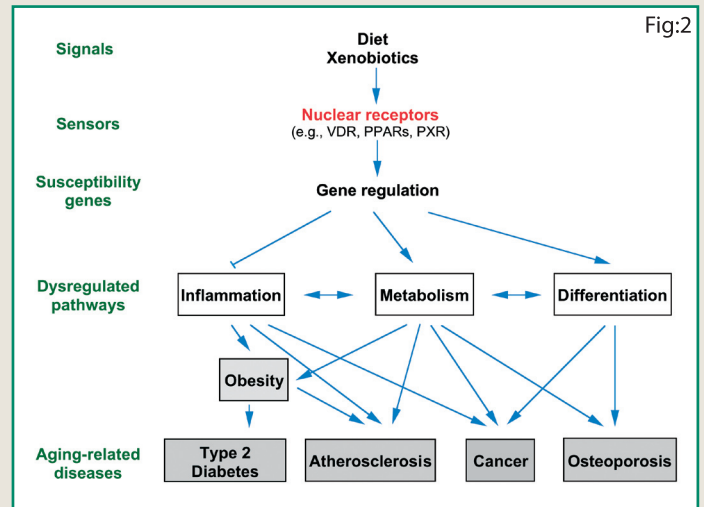 Fig:2
Signals
Diet
Xenobiotics
Sensors
Nuclear receptors
(e.g., VDR, PPARs, PXR)
Susceptibility
genes
Gene regulation
Dysregulated
pathways
Inflammation
Metabolism
Differentiation
Obesity
Aging-related
diseases
Type 2
Diabetes
Atherosclerosis
Cancer
Osteoporosis